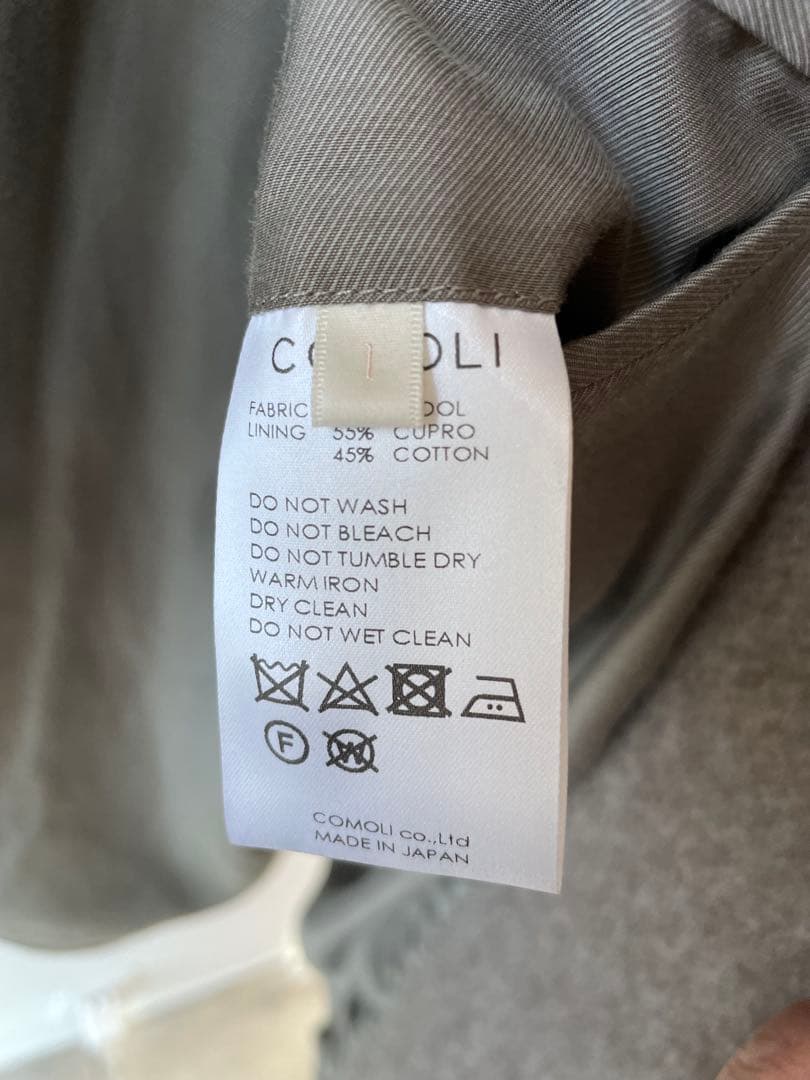 1
FABRIC
LINING 55% CUPRO
45% COTTON
DO NOT WASH
DO NOT BLEACH
DO NOT TUMBLE DRY
WARM IRON
DRY CLEAN
DO NOT WET CLEAN
F
W
COMOLI co.,Ltd
MADE IN JAPAN